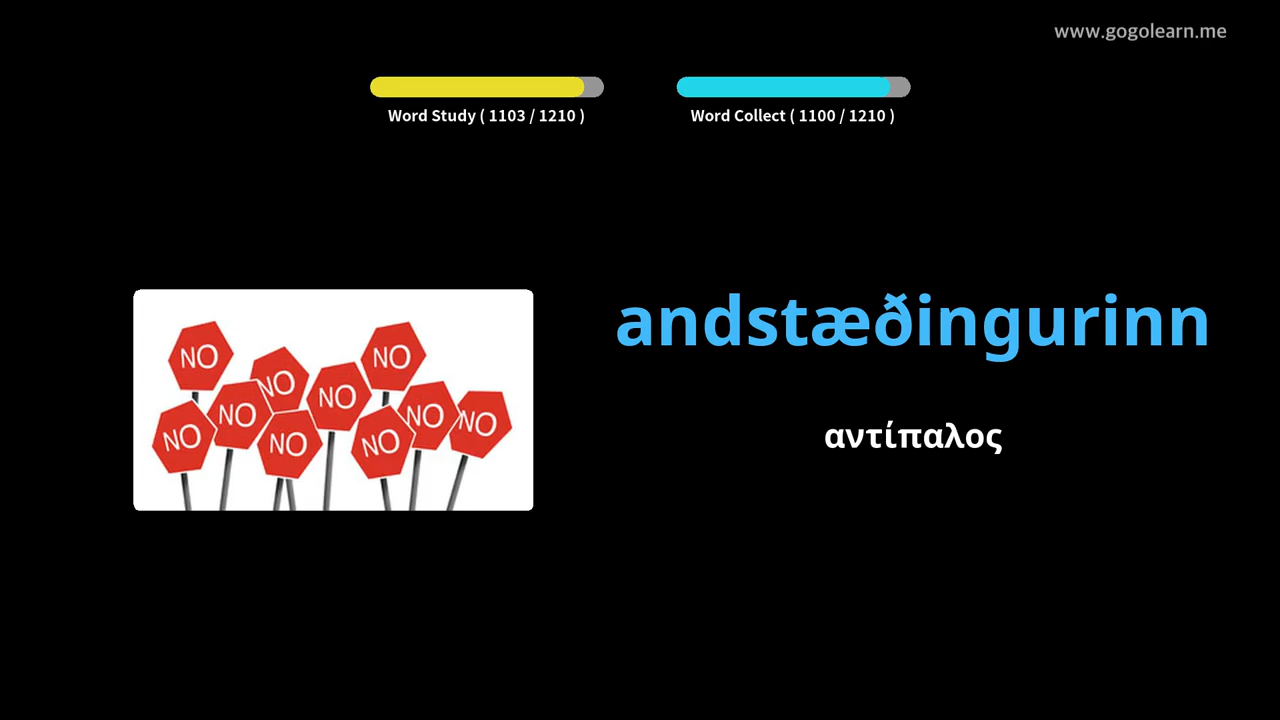 www.gogolearn.me
Word Study ( 1103 / 1210 )
Word Collect ( 1100 / 1210 )
andstæðingurinn
αντίπαλος
NO
NO
NO
NO
NO
NO
NO
NO
NO
NO